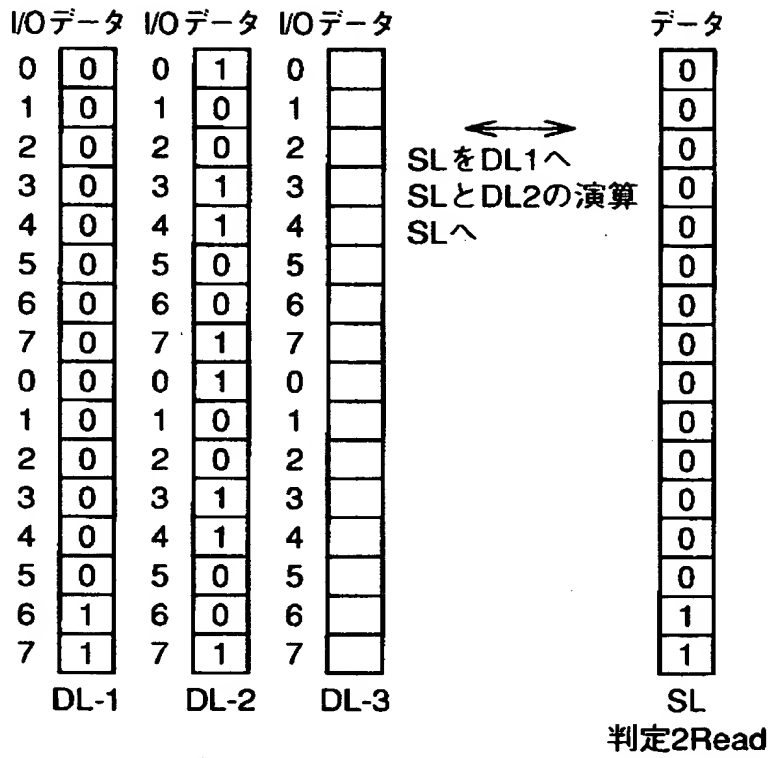 I/Oデータ I/Oデータ I/Oデータ データ
0 0 0 1 0 0
1 0 1 0 1 0
2 0 2 0 2 0
SLをDL1へ
3 0 3 1 3 0
SLとDL2の演算
4 0 4 1 4 0
SLへ
5 0 5 0 5 0
6 0 6 0 6 0
7 0 7 1 7 0
0 0 0 1 0 0
1 0 1 0 1 0
2 0 2 0 2 0
3 0 3 1 3 0
4 0 4 1 4 0
5 0 5 0 5 0
6 1 6 0 6 1
7 1 7 1 7 1
DL-1 DL-2 DL-3 SL
判定2Read